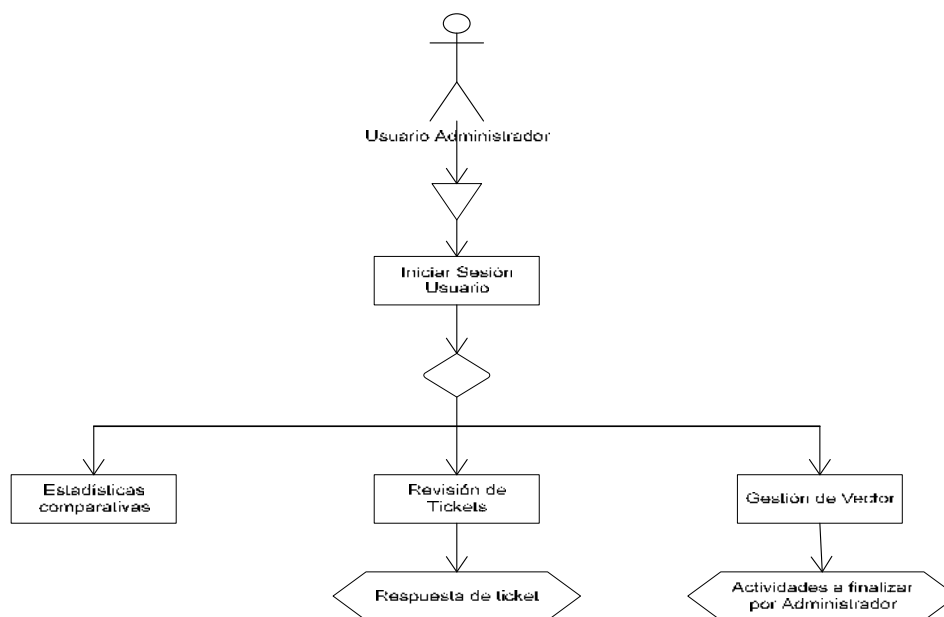 Usuario Administrador
Iniciar Sesión
Usuario
Estadísticas
comparativas
Revisión de
Tickets
Gestión de Vector
Respuesta de ticket
Actividades a finalizar
por Administrador